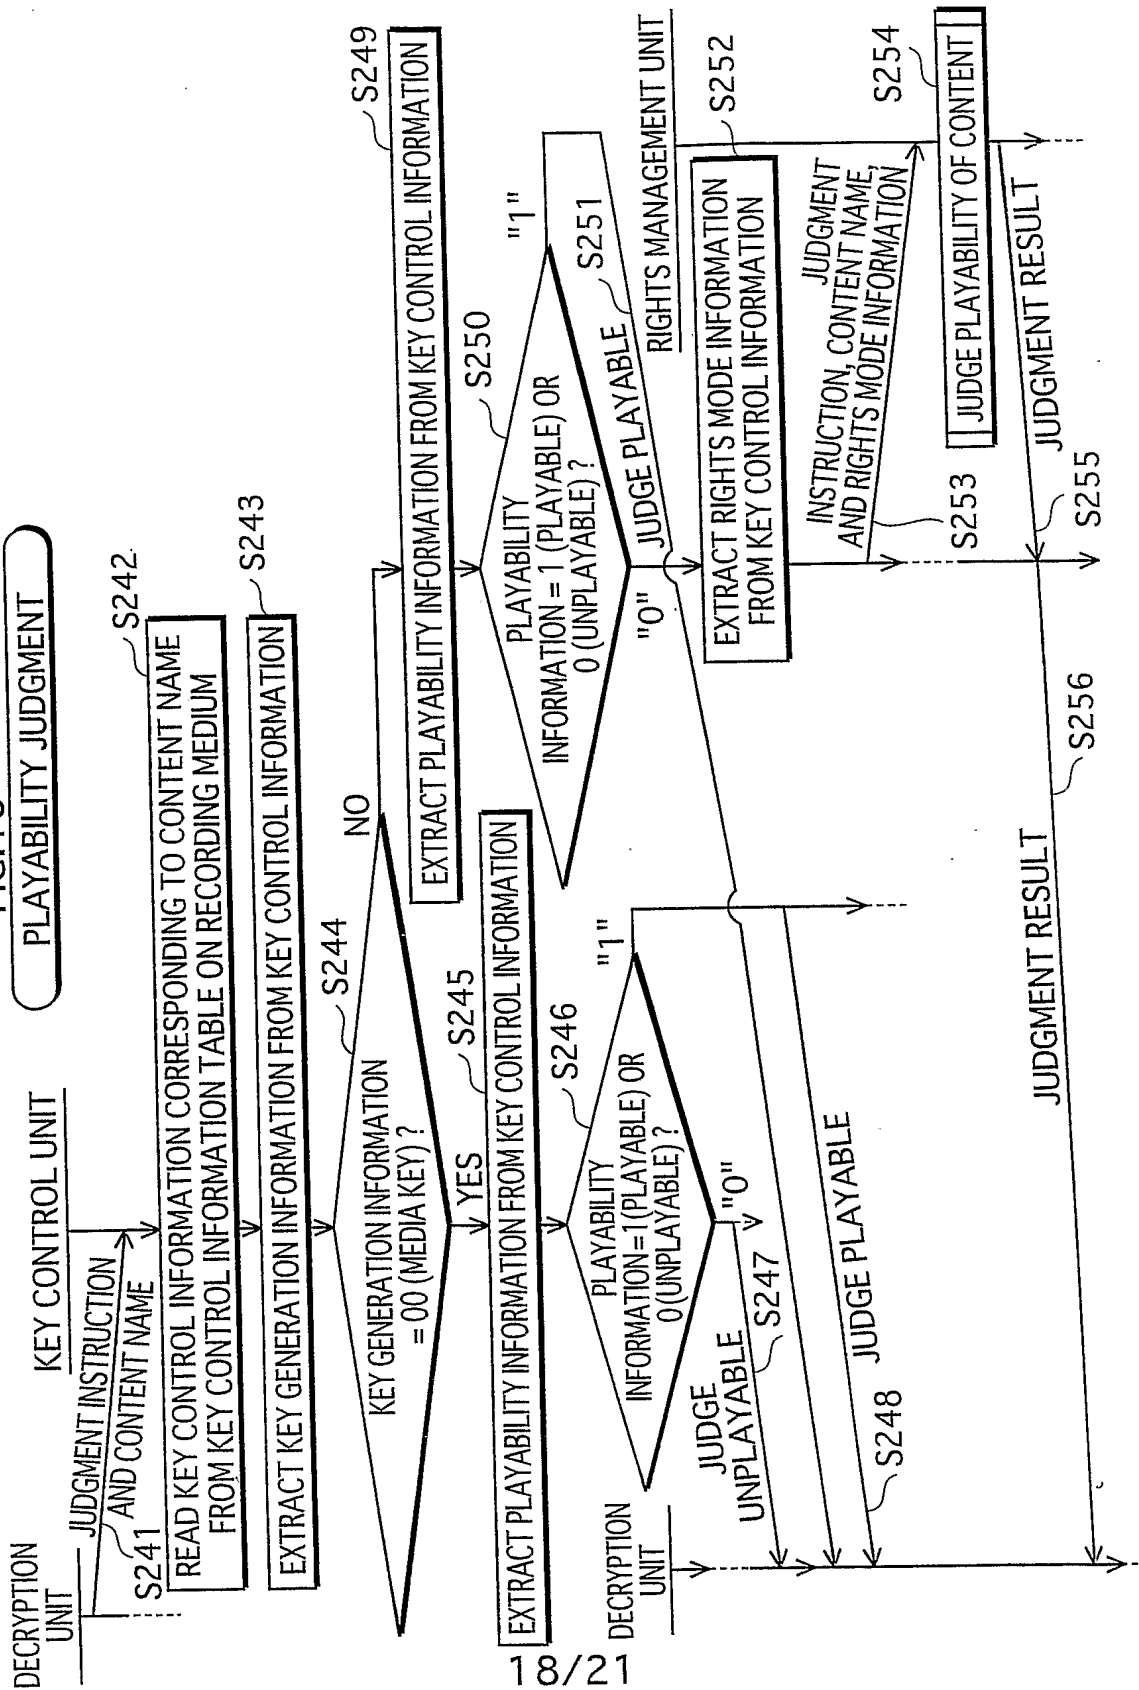 PLAYABILITY JUDGMENT
DECRYPTION
UNIT
KEY CONTROL UNIT
JUDGMENT INSTRUCTION
AND CONTENT NAME
S241
S242
READ KEY CONTROL INFORMATION CORRESPONDING TO CONTENT NAME
FROM KEY CONTROL INFORMATION TABLE ON RECORDING MEDIUM
S243
EXTRACT KEY GENERATION INFORMATION FROM KEY CONTROL INFORMATION
S244
KEY GENERATION INFORMATION
= 00 (MEDIA KEY) ?
NO
YES
S245
EXTRACT PLAYABILITY INFORMATION FROM KEY CONTROL INFORMATION
S246
PLAYABILITY
INFORMATION=1(PLAYABLE) OR
0(UNPLAYABLE) ?
"1"
"0"
DECRYPTION
UNIT
JUDGE
UNPLAYABLE
S247
JUDGE PLAYABLE
S248
S249
EXTRACT PLAYABILITY INFORMATION FROM KEY CONTROL INFORMATION
S250
PLAYABILITY
INFORMATION = 1 (PLAYABLE) OR
0 (UNPLAYABLE) ?
"1"
"0"
JUDGE PLAYABLE
S251
RIGHTS MANAGEMENT UNIT
S252
EXTRACT RIGHTS MODE INFORMATION
FROM KEY CONTROL INFORMATION
JUDGMENT
INSTRUCTION, CONTENT NAME,
AND RIGHTS MODE INFORMATION
S253
S254
JUDGE PLAYABILITY OF CONTENT
JUDGMENT RESULT
S255
JUDGMENT RESULT
S256
18/21